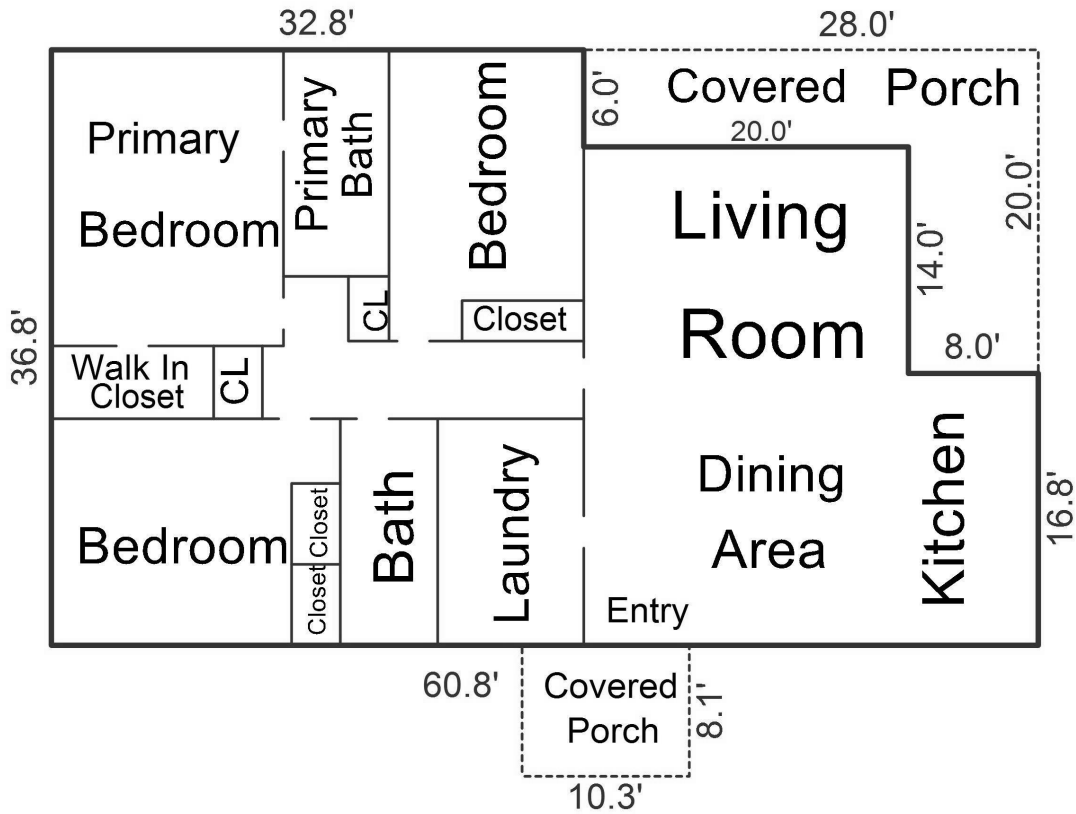 32.8'
28.0'
Covered Porch
6.0'
20.0'
Primary
Bedroom
Primary
Bath
Bedroom
Living
Room
20.0'
14.0'
CL
Closet
8.0'
36.8'
Walk In
Closet
CL
Bedroom
Closet
Closet
Bath
Laundry
Dining
Area
Kitchen
16.8'
Entry
60.8'
Covered
Porch
8.1'
10.3'